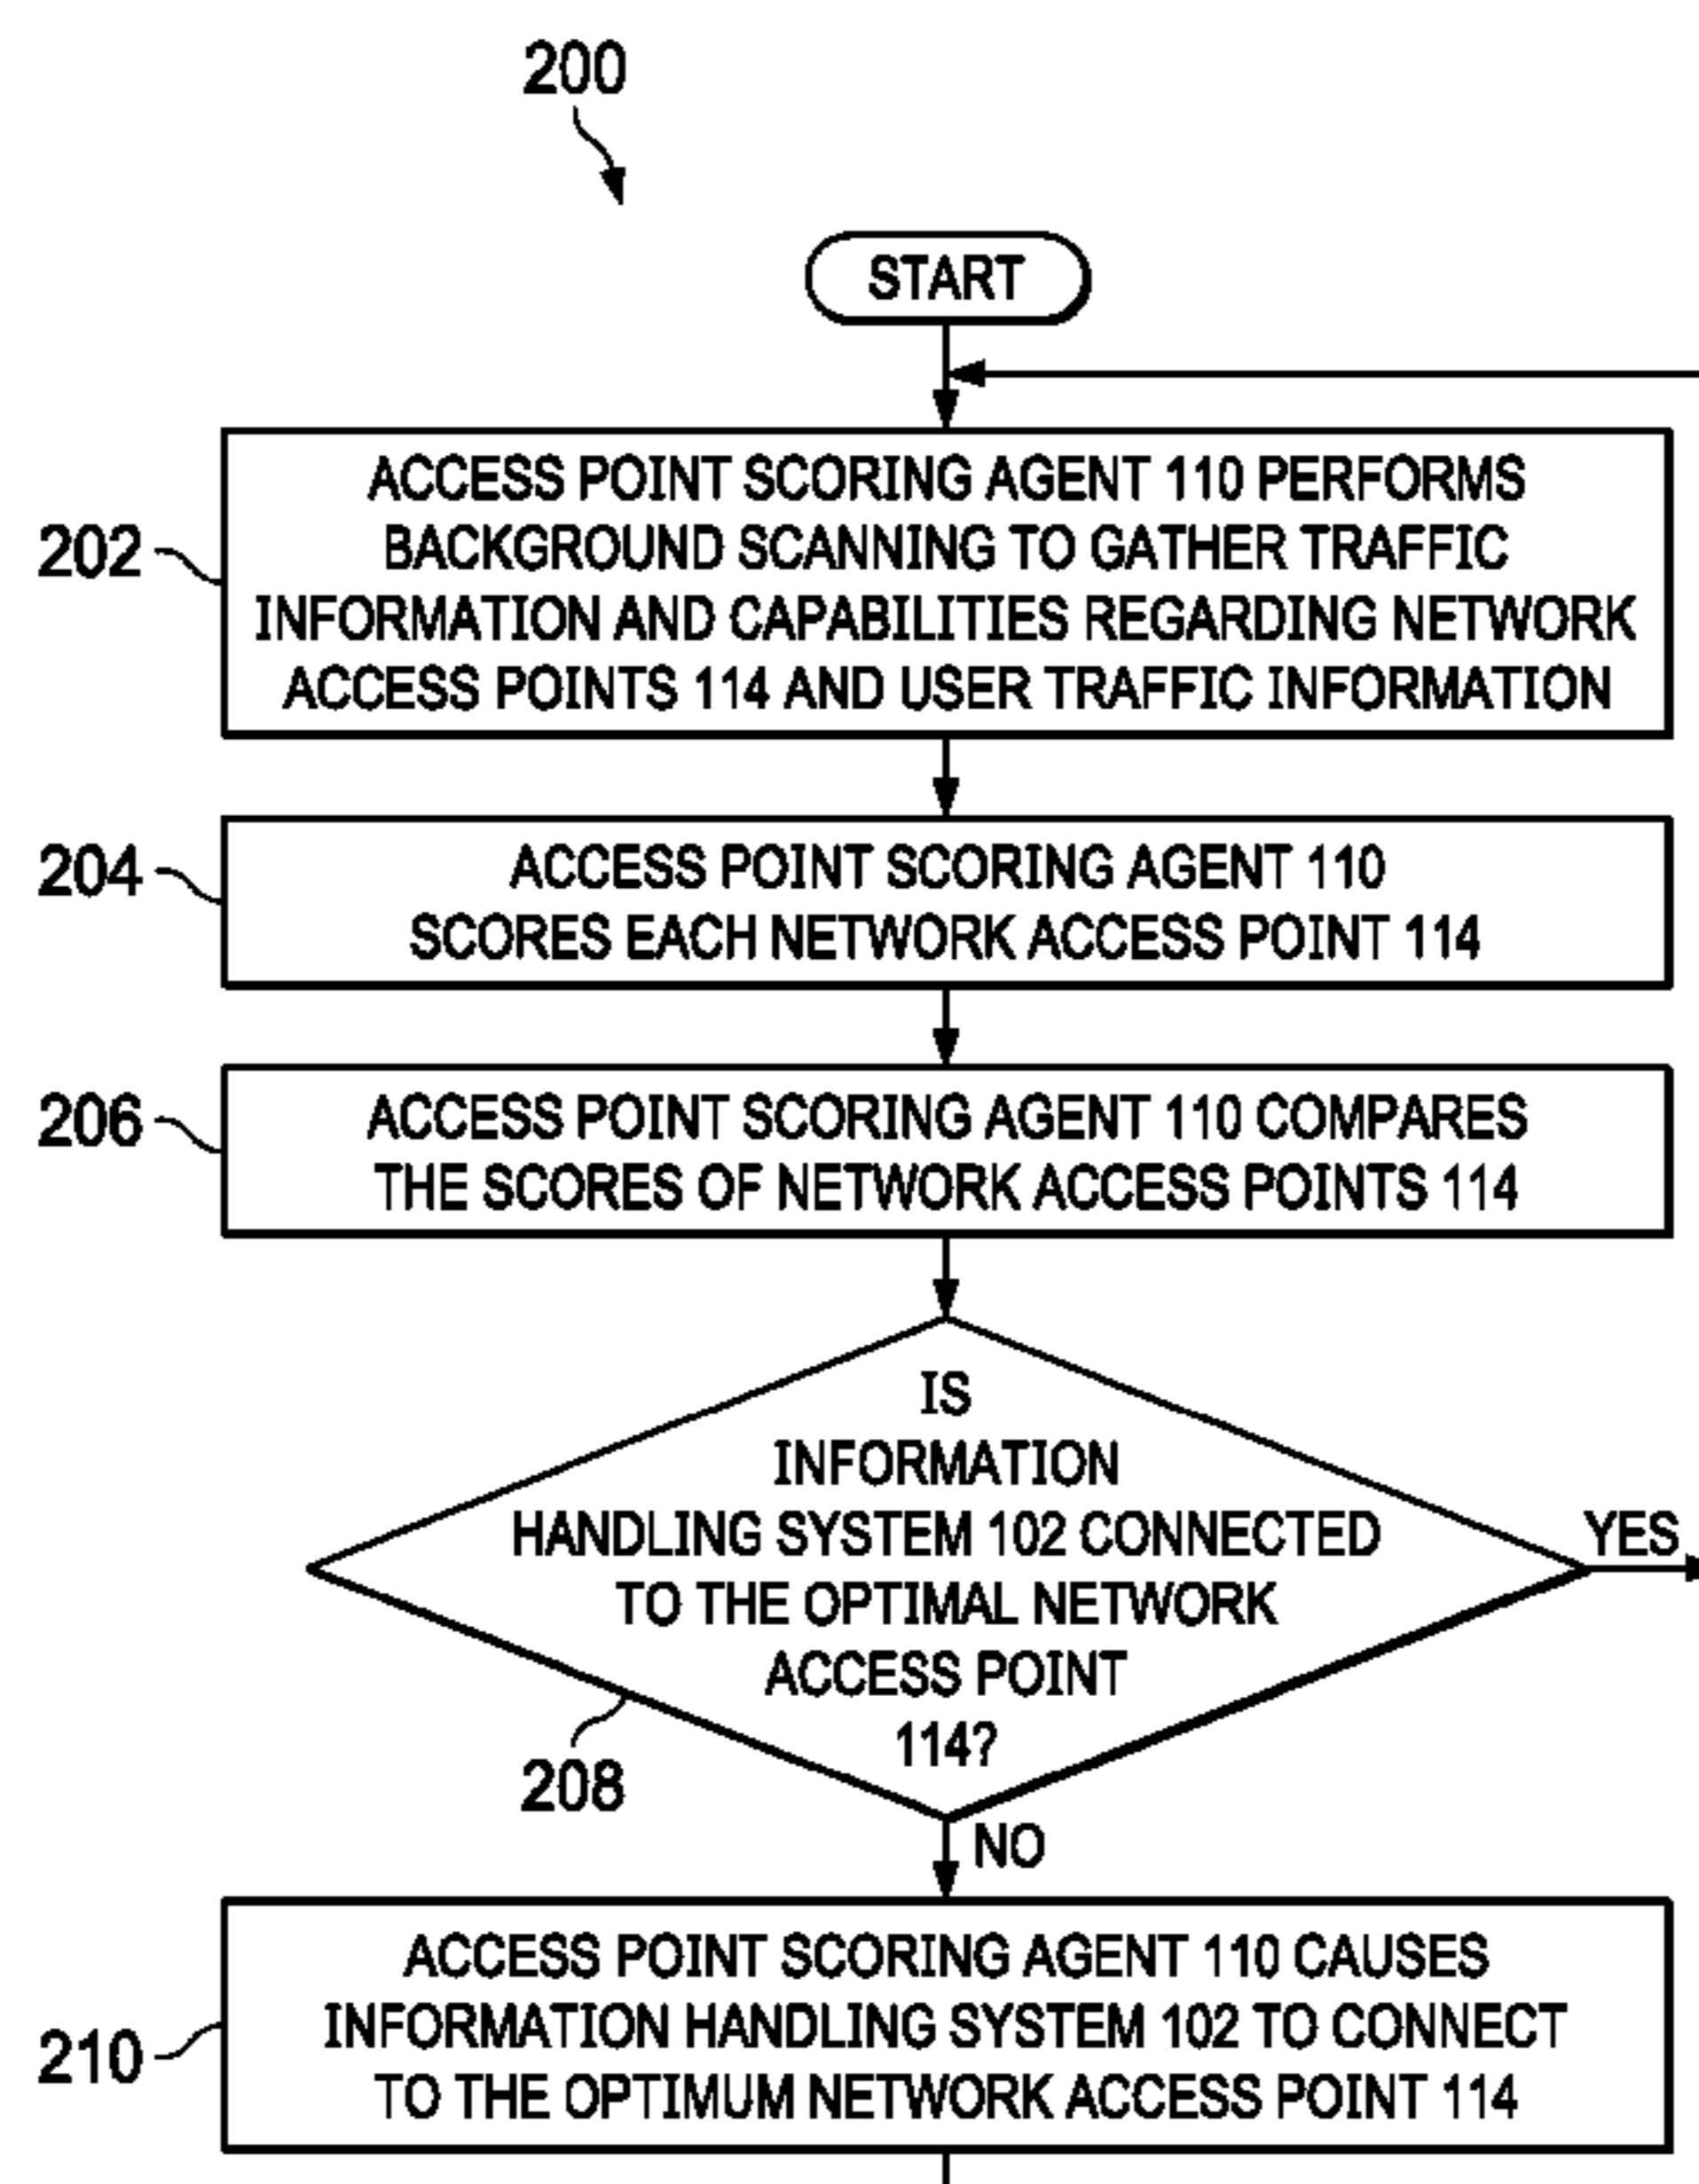 200
START
202
ACCESS POINT SCORING AGENT 110 PERFORMS
BACKGROUND SCANNING TO GATHER TRAFFIC
INFORMATION AND CAPABILITIES REGARDING NETWORK
ACCESS POINTS 114 AND USER TRAFFIC INFORMATION
204
ACCESS POINT SCORING AGENT 110
SCORES EACH NETWORK ACCESS POINT 114
206
ACCESS POINT SCORING AGENT 110 COMPARES
THE SCORES OF NETWORK ACCESS POINTS 114
IS
INFORMATION
HANDLING SYSTEM 102 CONNECTED
TO THE OPTIMAL NETWORK
ACCESS POINT
114?
YES
208
NO
210
ACCESS POINT SCORING AGENT 110 CAUSES
INFORMATION HANDLING SYSTEM 102 TO CONNECT
TO THE OPTIMUM NETWORK ACCESS POINT 114